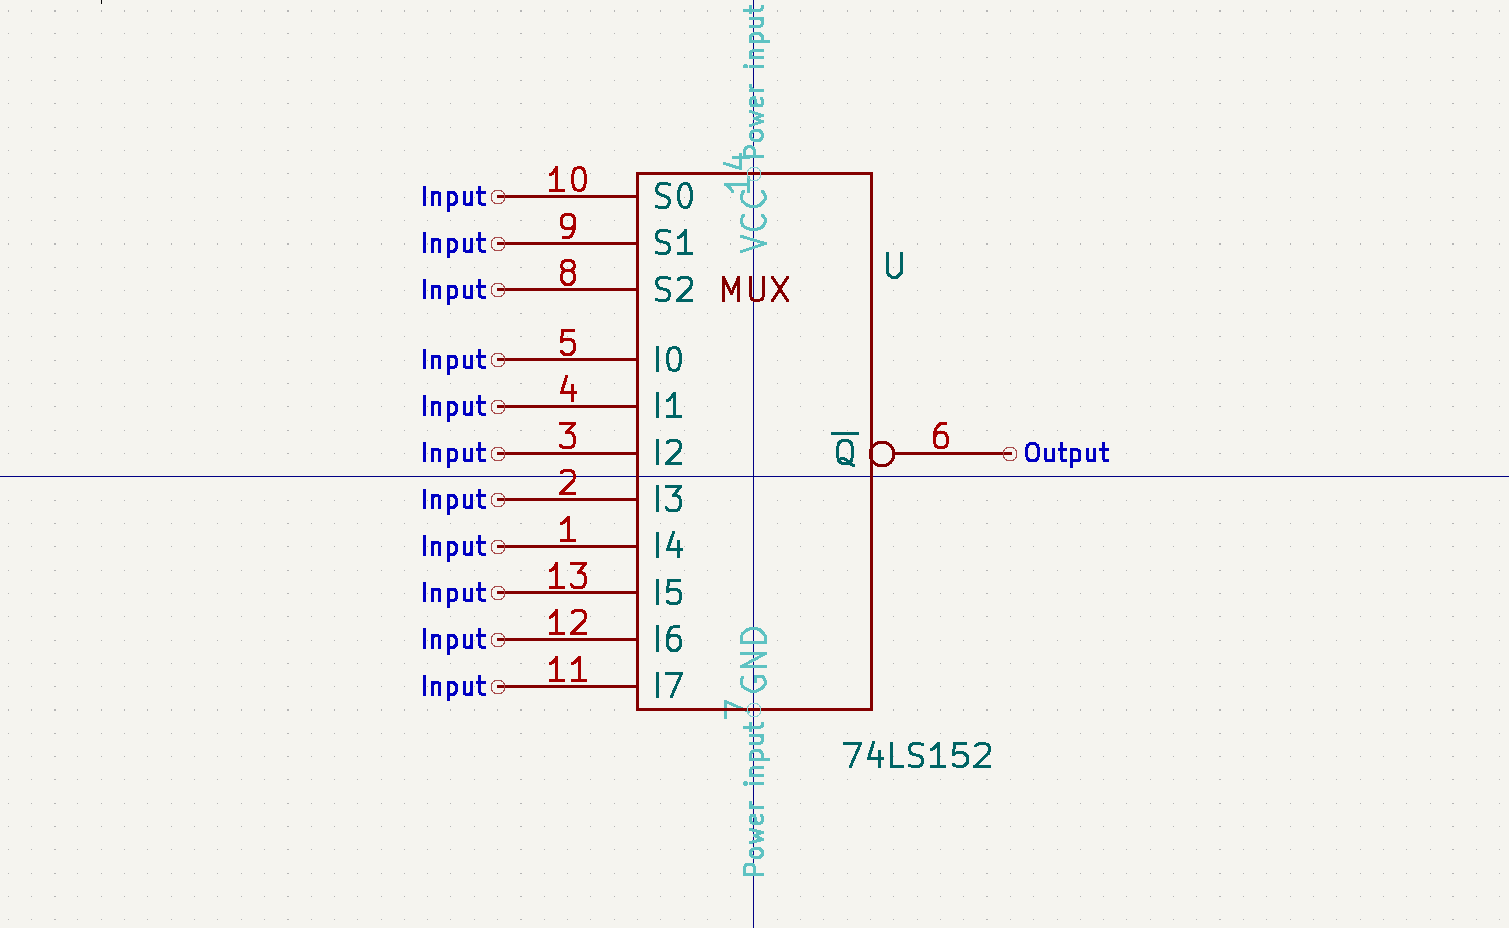 Power input
14
VCC
Input 10 S0
Input 9 S1
Input 8 S2
MUX
U
Input 5 I0
Input 4 I1
Input 3 I2
Input 2 I3
Input 1 I4
Input 13 I5
Input 12 I6
Input 11 I7
Q̅ 6 Output
GND
7
Power input
74LS152